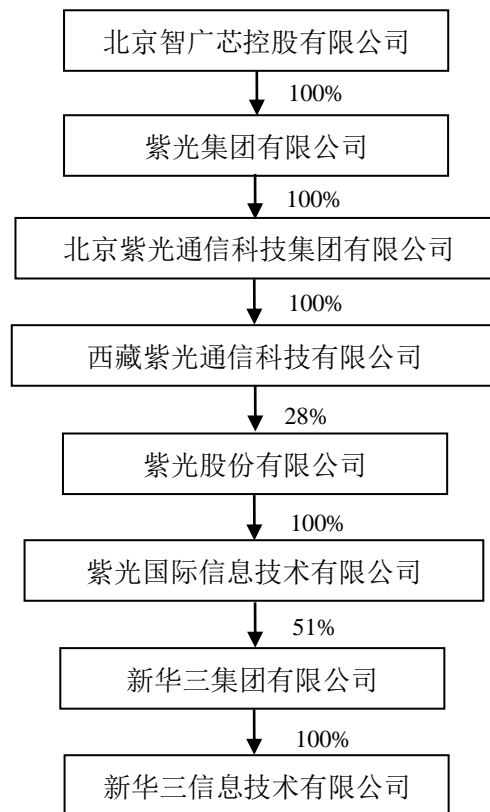 北京智广芯控股有限公司
100%
紫光集团有限公司
100%
北京紫光通信科技集团有限公司
100%
西藏紫光通信科技有限公司
28%
紫光股份有限公司
100%
紫光国际信息技术有限公司
51%
新华三集团有限公司
100%
新华三信息技术有限公司